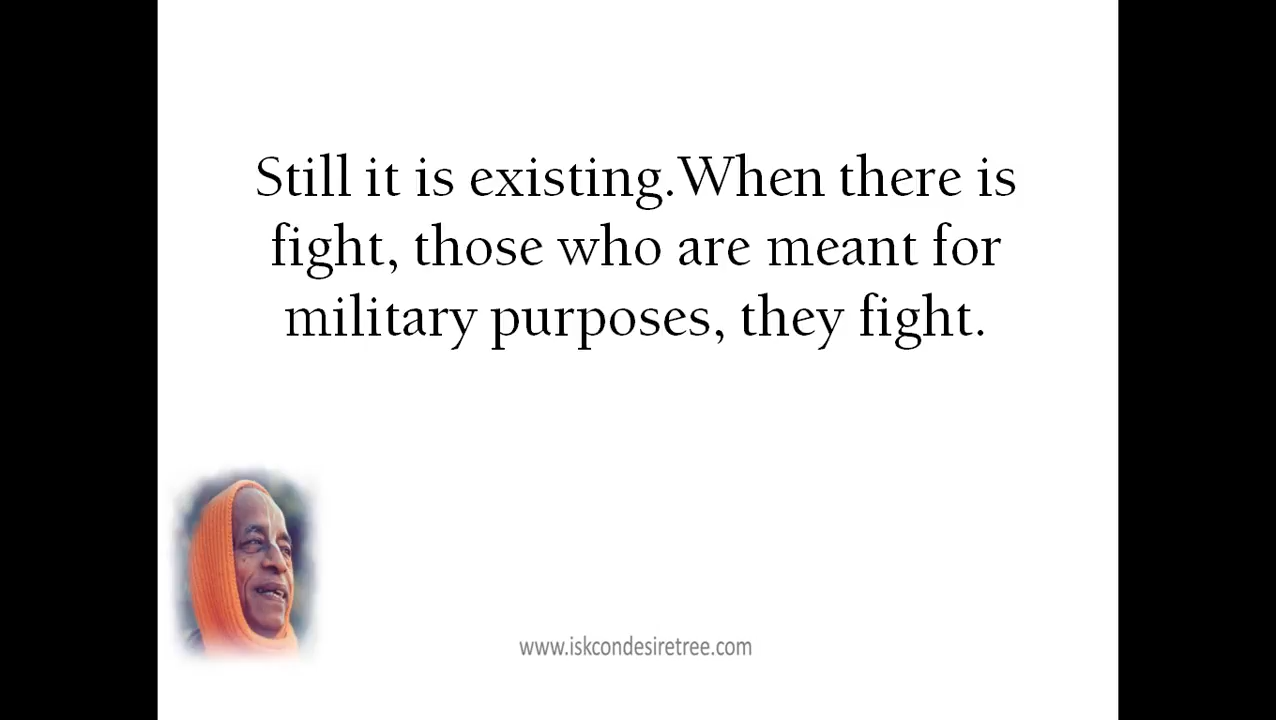 Still it is existing.When there is
fight, those who are meant for
military purposes, they fight.
www.iskcondesiretree.com